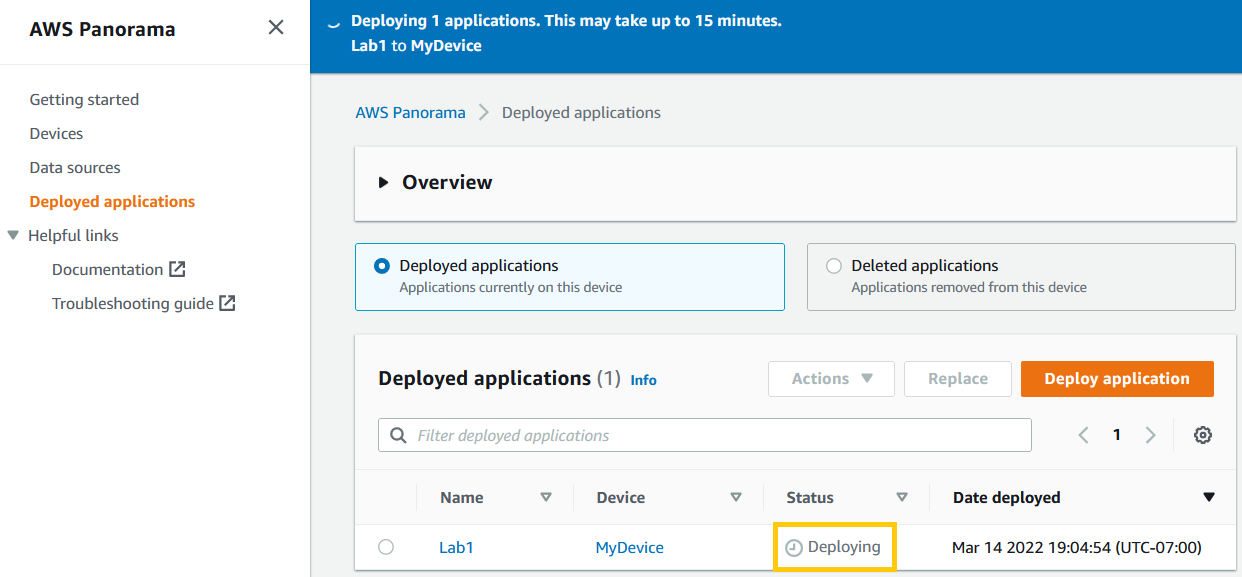 AWS Panorama
Getting started
Devices
Data sources
Deployed applications
Helpful links
Documentation
Troubleshooting guide
Deploying 1 applications. This may take up to 15 minutes.
Lab1 to MyDevice
AWS Panorama > Deployed applications
Overview
Deployed applications
Applications currently on this device
Deleted applications
Applications removed from this device
Deployed applications (1) Info
Actions Replace Deploy application
Filter deployed applications
1
Name Device Status Date deployed
Lab1 MyDevice Deploying Mar 14 2022 19:04:54 (UTC-07:00)